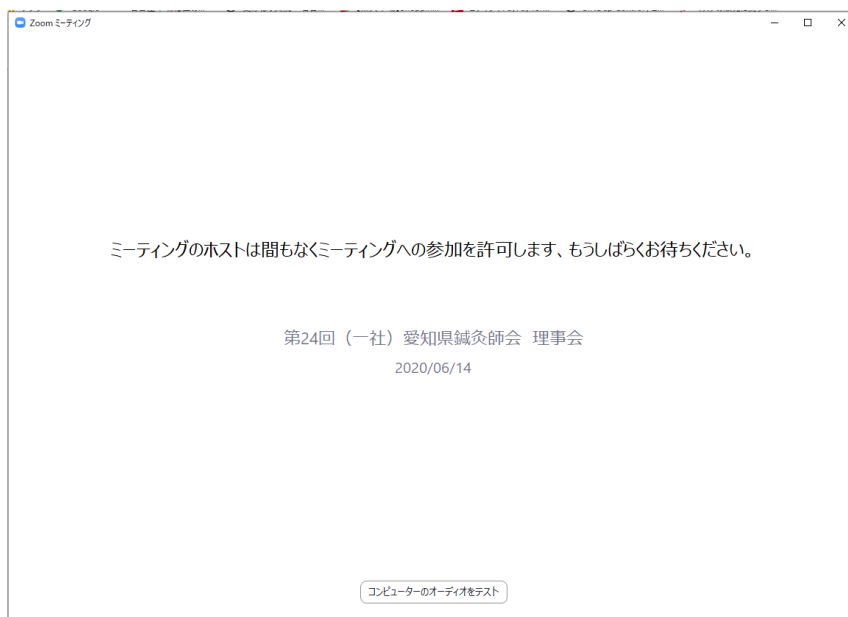 Zoom ミーティング
ミーティングのホストは間もなくミーティングへの参加を許可します、もうしばらくお待ちください。
第24回（一社）愛知県鍼灸師会 理事会
2020/06/14
コンピューターのオーディオをテスト